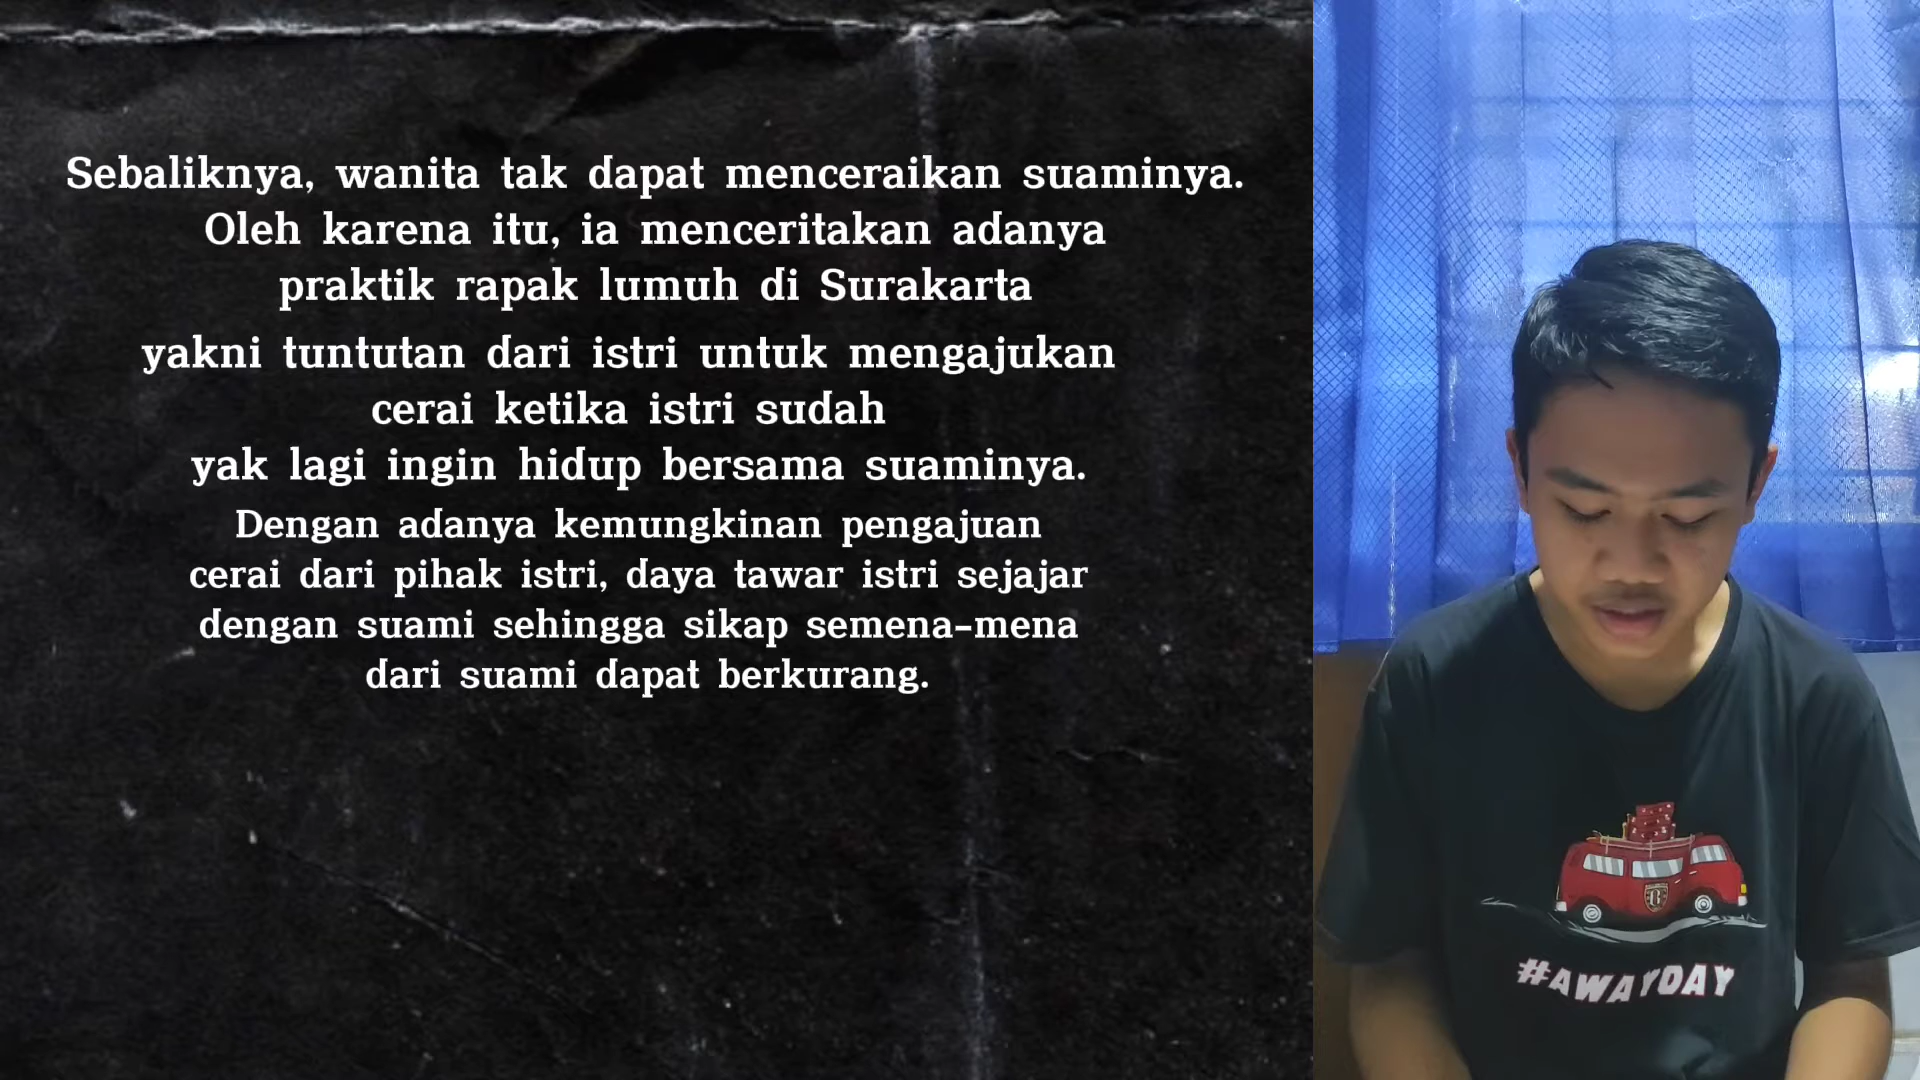 Sebaliknya, wanita tak dapat menceraikan suaminya.
Oleh karena itu, ia menceritakan adanya
praktik rapak lumuh di Surakarta
yakni tuntutan dari istri untuk mengajukan
cerai ketika istri sudah
yak lagi ingin hidup bersama suaminya.
Dengan adanya kemungkinan pengajuan
cerai dari pihak istri, daya tawar istri sejajar
dengan suami sehingga sikap semena-mena
dari suami dapat berkurang.
#AWAYDAY